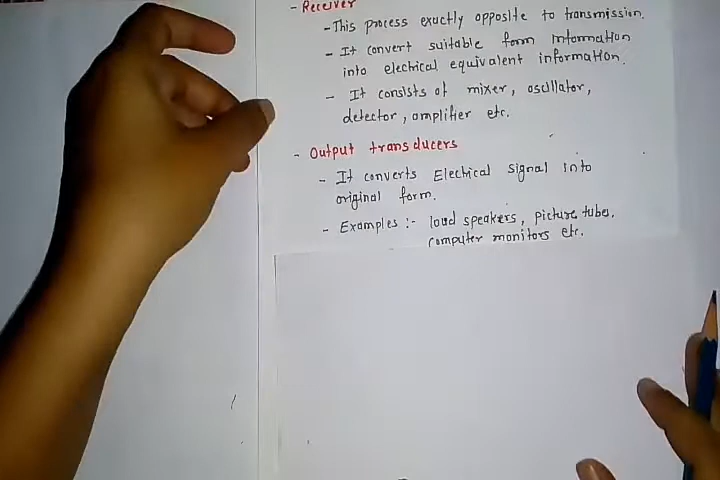 - Receiver
- This process exactly opposite to transmission.
- It convert suitable form information
into elechical equivalent information.
- It consists of mixer, oscillator,
detector, amplifier etc.
- Output transducers
- It converts Elechical signal into
original form.
- Examples :- loud speakers, picture tubes,
computer monitors etc.